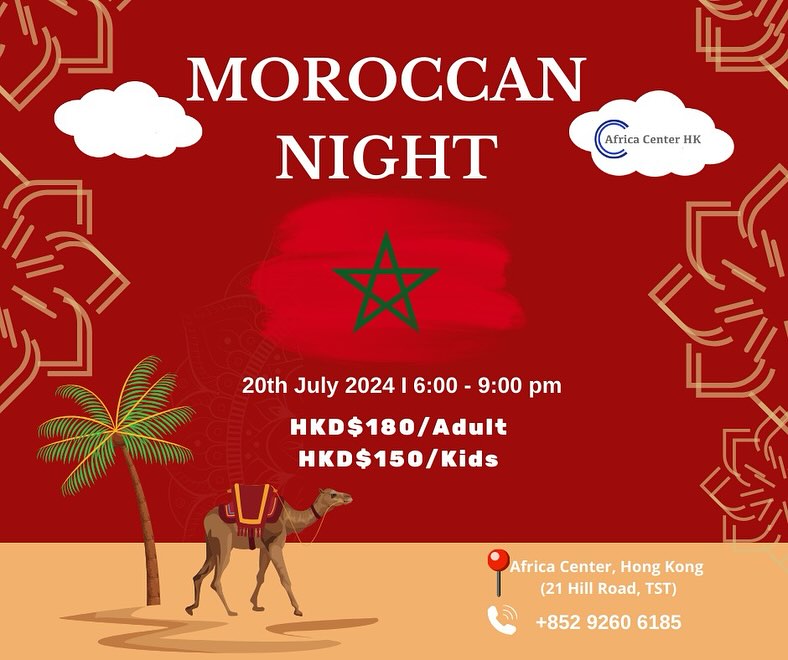 MOROCCAN
NIGHT
Africa Center HK
20th July 2024 I 6:00 - 9:00 pm
HKD$180/Adult
HKD$150/Kids
Africa Center, Hong Kong
(21 Hill Road, TST)
+852 9260 6185